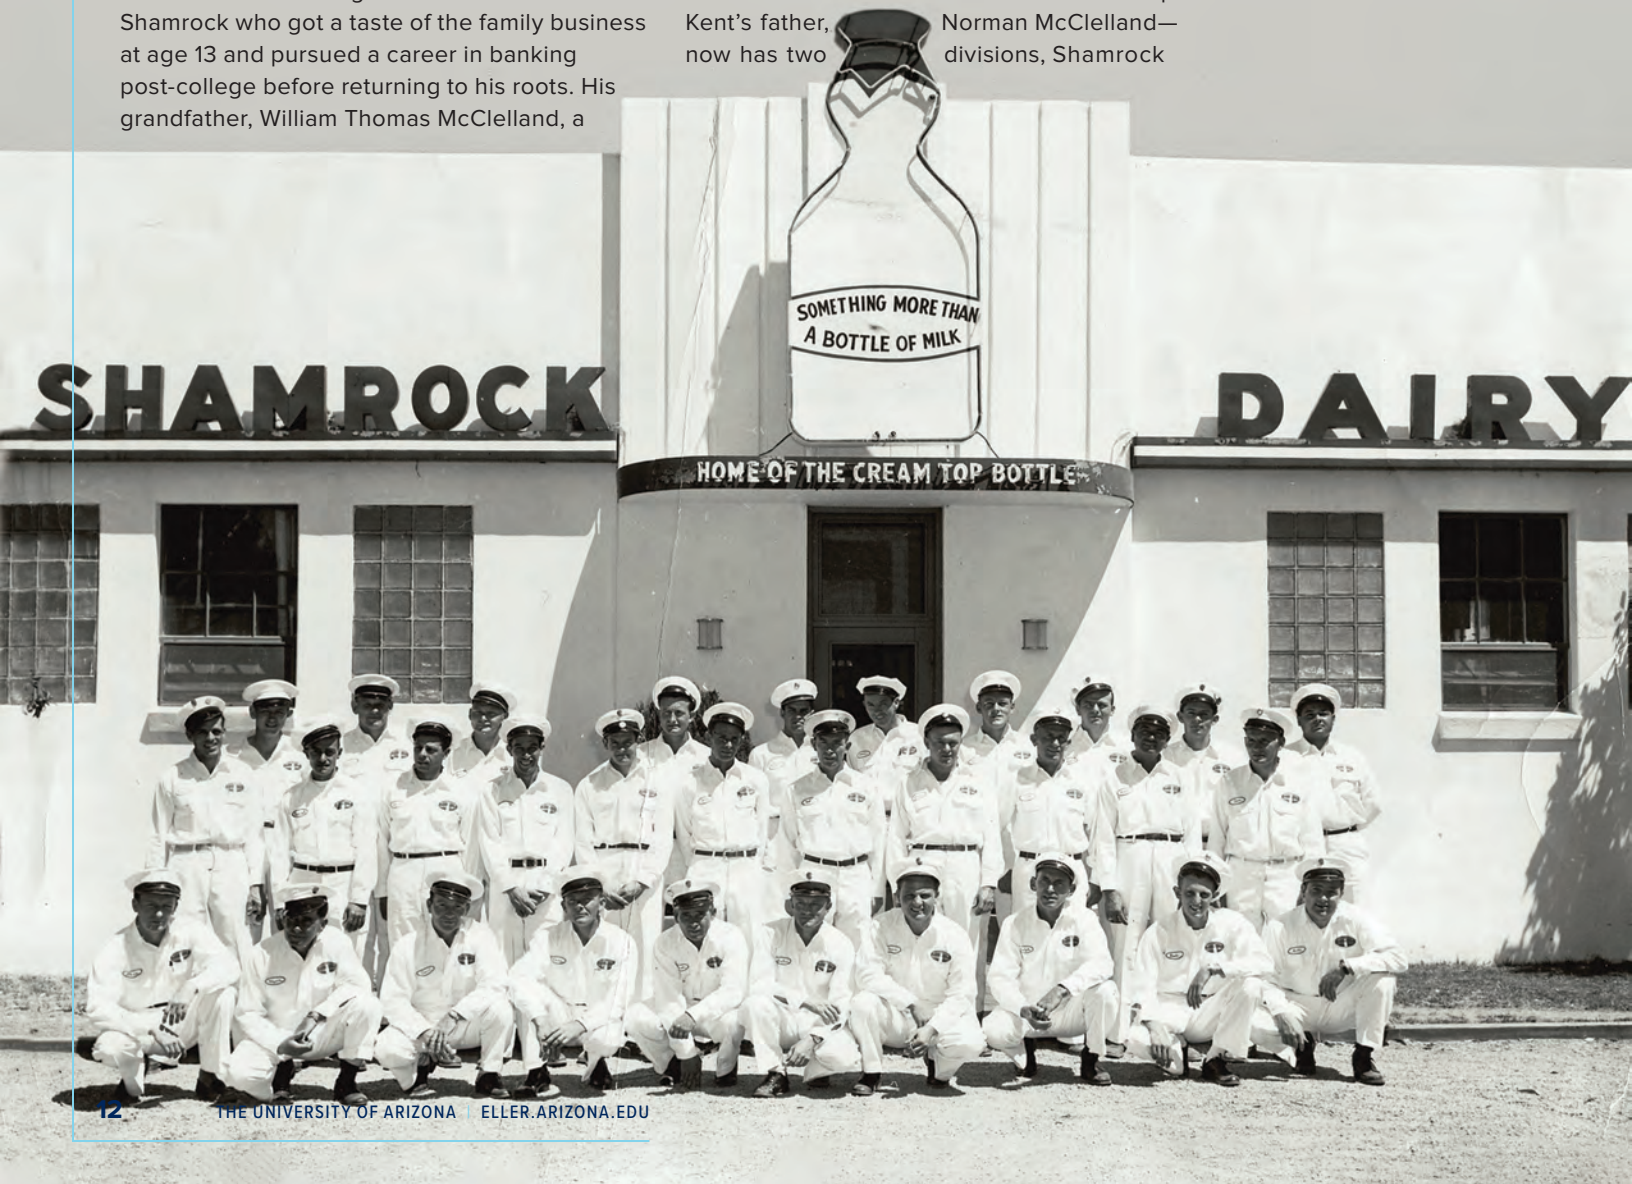 Shamrock who got a taste of the family business
at age 13 and pursued a career in banking
post-college before returning to his roots. His
grandfather, William Thomas McClelland, a
Kent's father, Norman McClelland—
now has two divisions, Shamrock
SOMETHING MORE THAN
A BOTTLE OF MILK
SHAMROCK
DAIRY
HOME OF THE CREAM TOP BOTTLE
12 THE UNIVERSITY OF ARIZONA | ELLER.ARIZONA.EDU